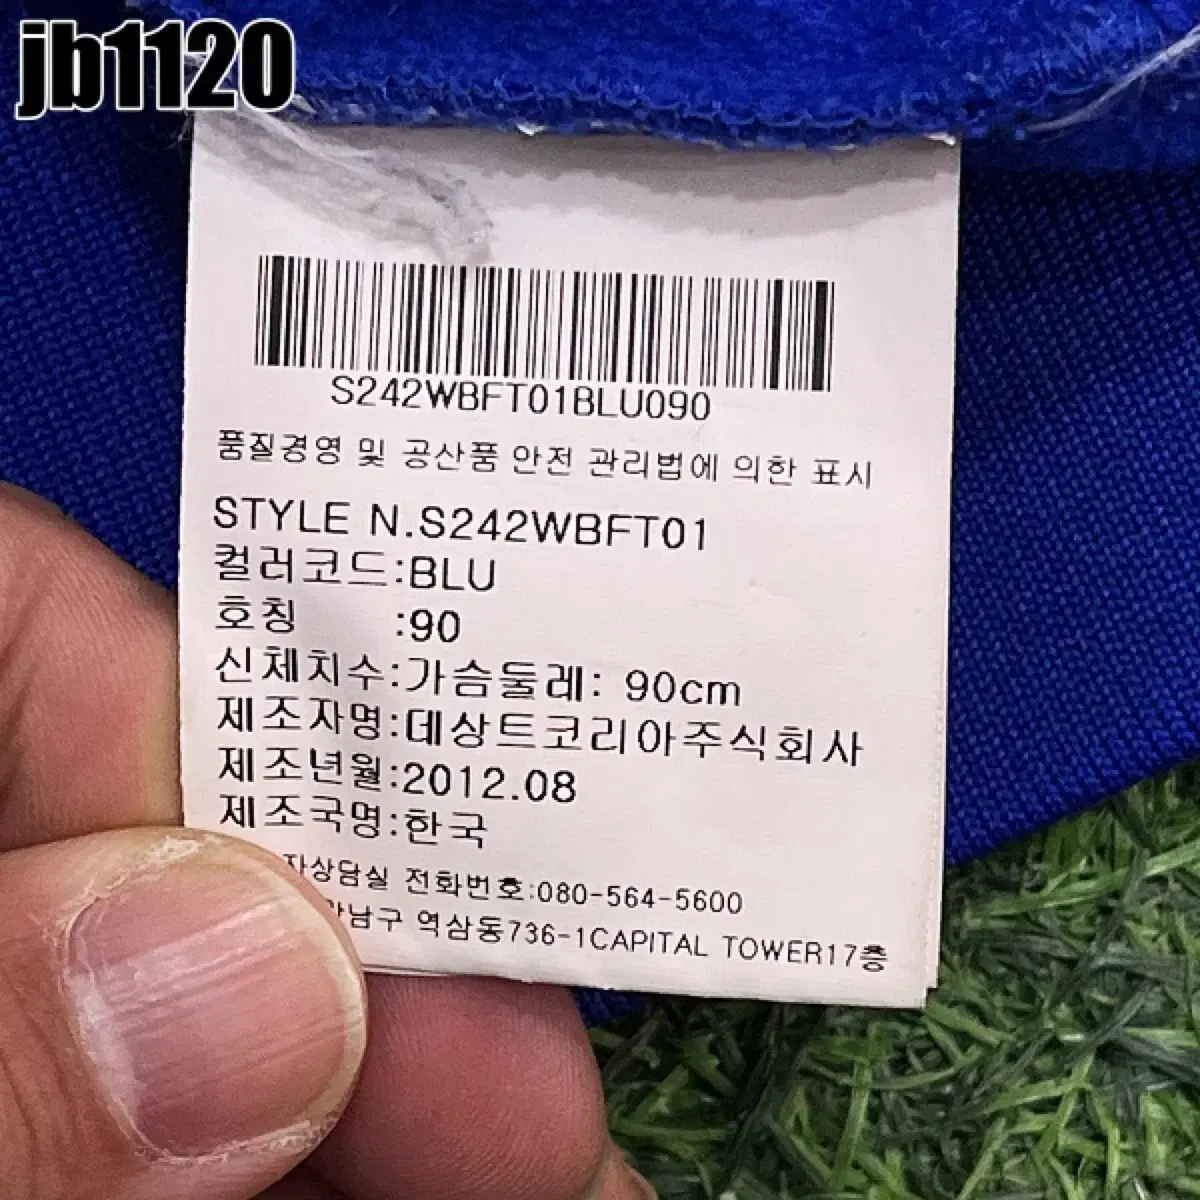 jb1120
S242WBFT01BLU090
품질경영 및 공산품 안전 관리법에 의한 표시
STYLE N.S242WBFT01
컬러코드:BLU
호칭 :90
신체치수:가슴둘레: 90cm
제조자명:데상트코리아주식회사
제조년월:2012.08
제조국명:한국
자상담실 전화번호:080-564-5600
강남구 역삼동736-1CAPITAL TOWER17층